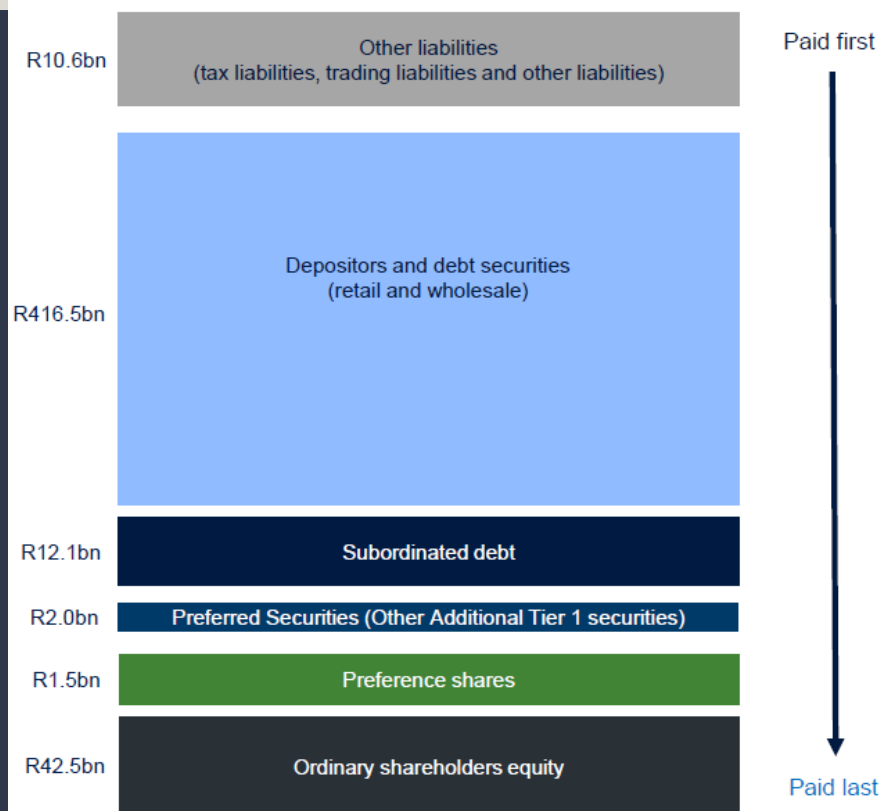 Paid first
R10.6bn
Other liabilities
(tax liabilities, trading liabilities and other liabilities)
R416.5bn
Depositors and debt securities
(retail and wholesale)
R12.1bn
Subordinated debt
R2.0bn
Preferred Securities (Other Additional Tier 1 securities)
R1.5bn
Preference shares
R42.5bn
Ordinary shareholders equity
Paid last